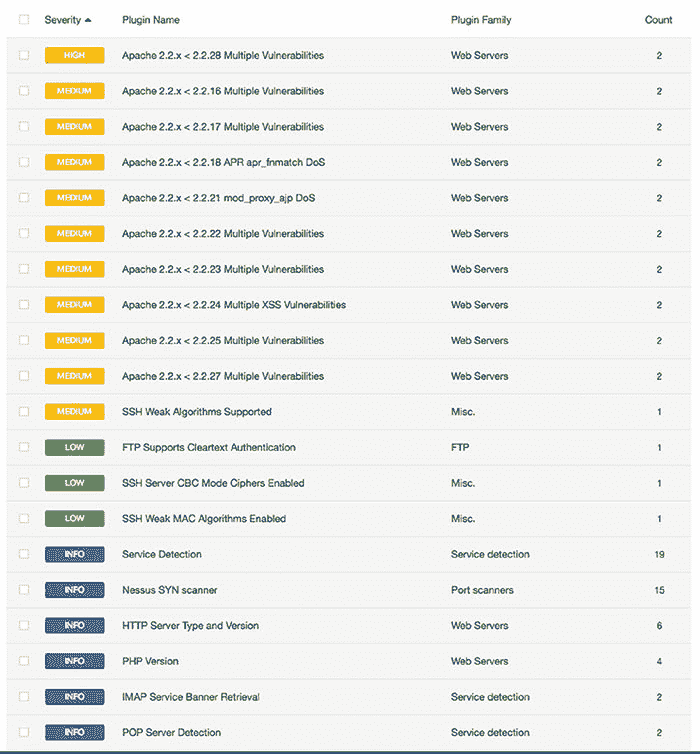 Severity Plugin Name Plugin Family Count
HIGH Apache 2.2.x < 2.2.28 Multiple Vulnerabilities Web Servers 2
MEDIUM Apache 2.2.x < 2.2.16 Multiple Vulnerabilities Web Servers 2
MEDIUM Apache 2.2.x < 2.2.17 Multiple Vulnerabilities Web Servers 2
MEDIUM Apache 2.2.x < 2.2.18 APR apr_fnmatch DoS Web Servers 2
MEDIUM Apache 2.2.x < 2.2.21 mod_proxy_ajp DoS Web Servers 2
MEDIUM Apache 2.2.x < 2.2.22 Multiple Vulnerabilities Web Servers 2
MEDIUM Apache 2.2.x < 2.2.23 Multiple Vulnerabilities Web Servers 2
MEDIUM Apache 2.2.x < 2.2.24 Multiple XSS Vulnerabilities Web Servers 2
MEDIUM Apache 2.2.x < 2.2.25 Multiple Vulnerabilities Web Servers 2
MEDIUM Apache 2.2.x < 2.2.27 Multiple Vulnerabilities Web Servers 2
MEDIUM SSH Weak Algorithms Supported Misc. 1
LOW FTP Supports Cleartext Authentication FTP 1
LOW SSH Server CBC Mode Ciphers Enabled Misc. 1
LOW SSH Weak MAC Algorithms Enabled Misc. 1
INFO Service Detection Service detection 19
INFO Nessus SYN scanner Port scanners 15
INFO HTTP Server Type and Version Web Servers 6
INFO PHP Version Web Servers 4
INFO IMAP Service Banner Retrieval Service detection 2
INFO POP Server Detection Service detection 2